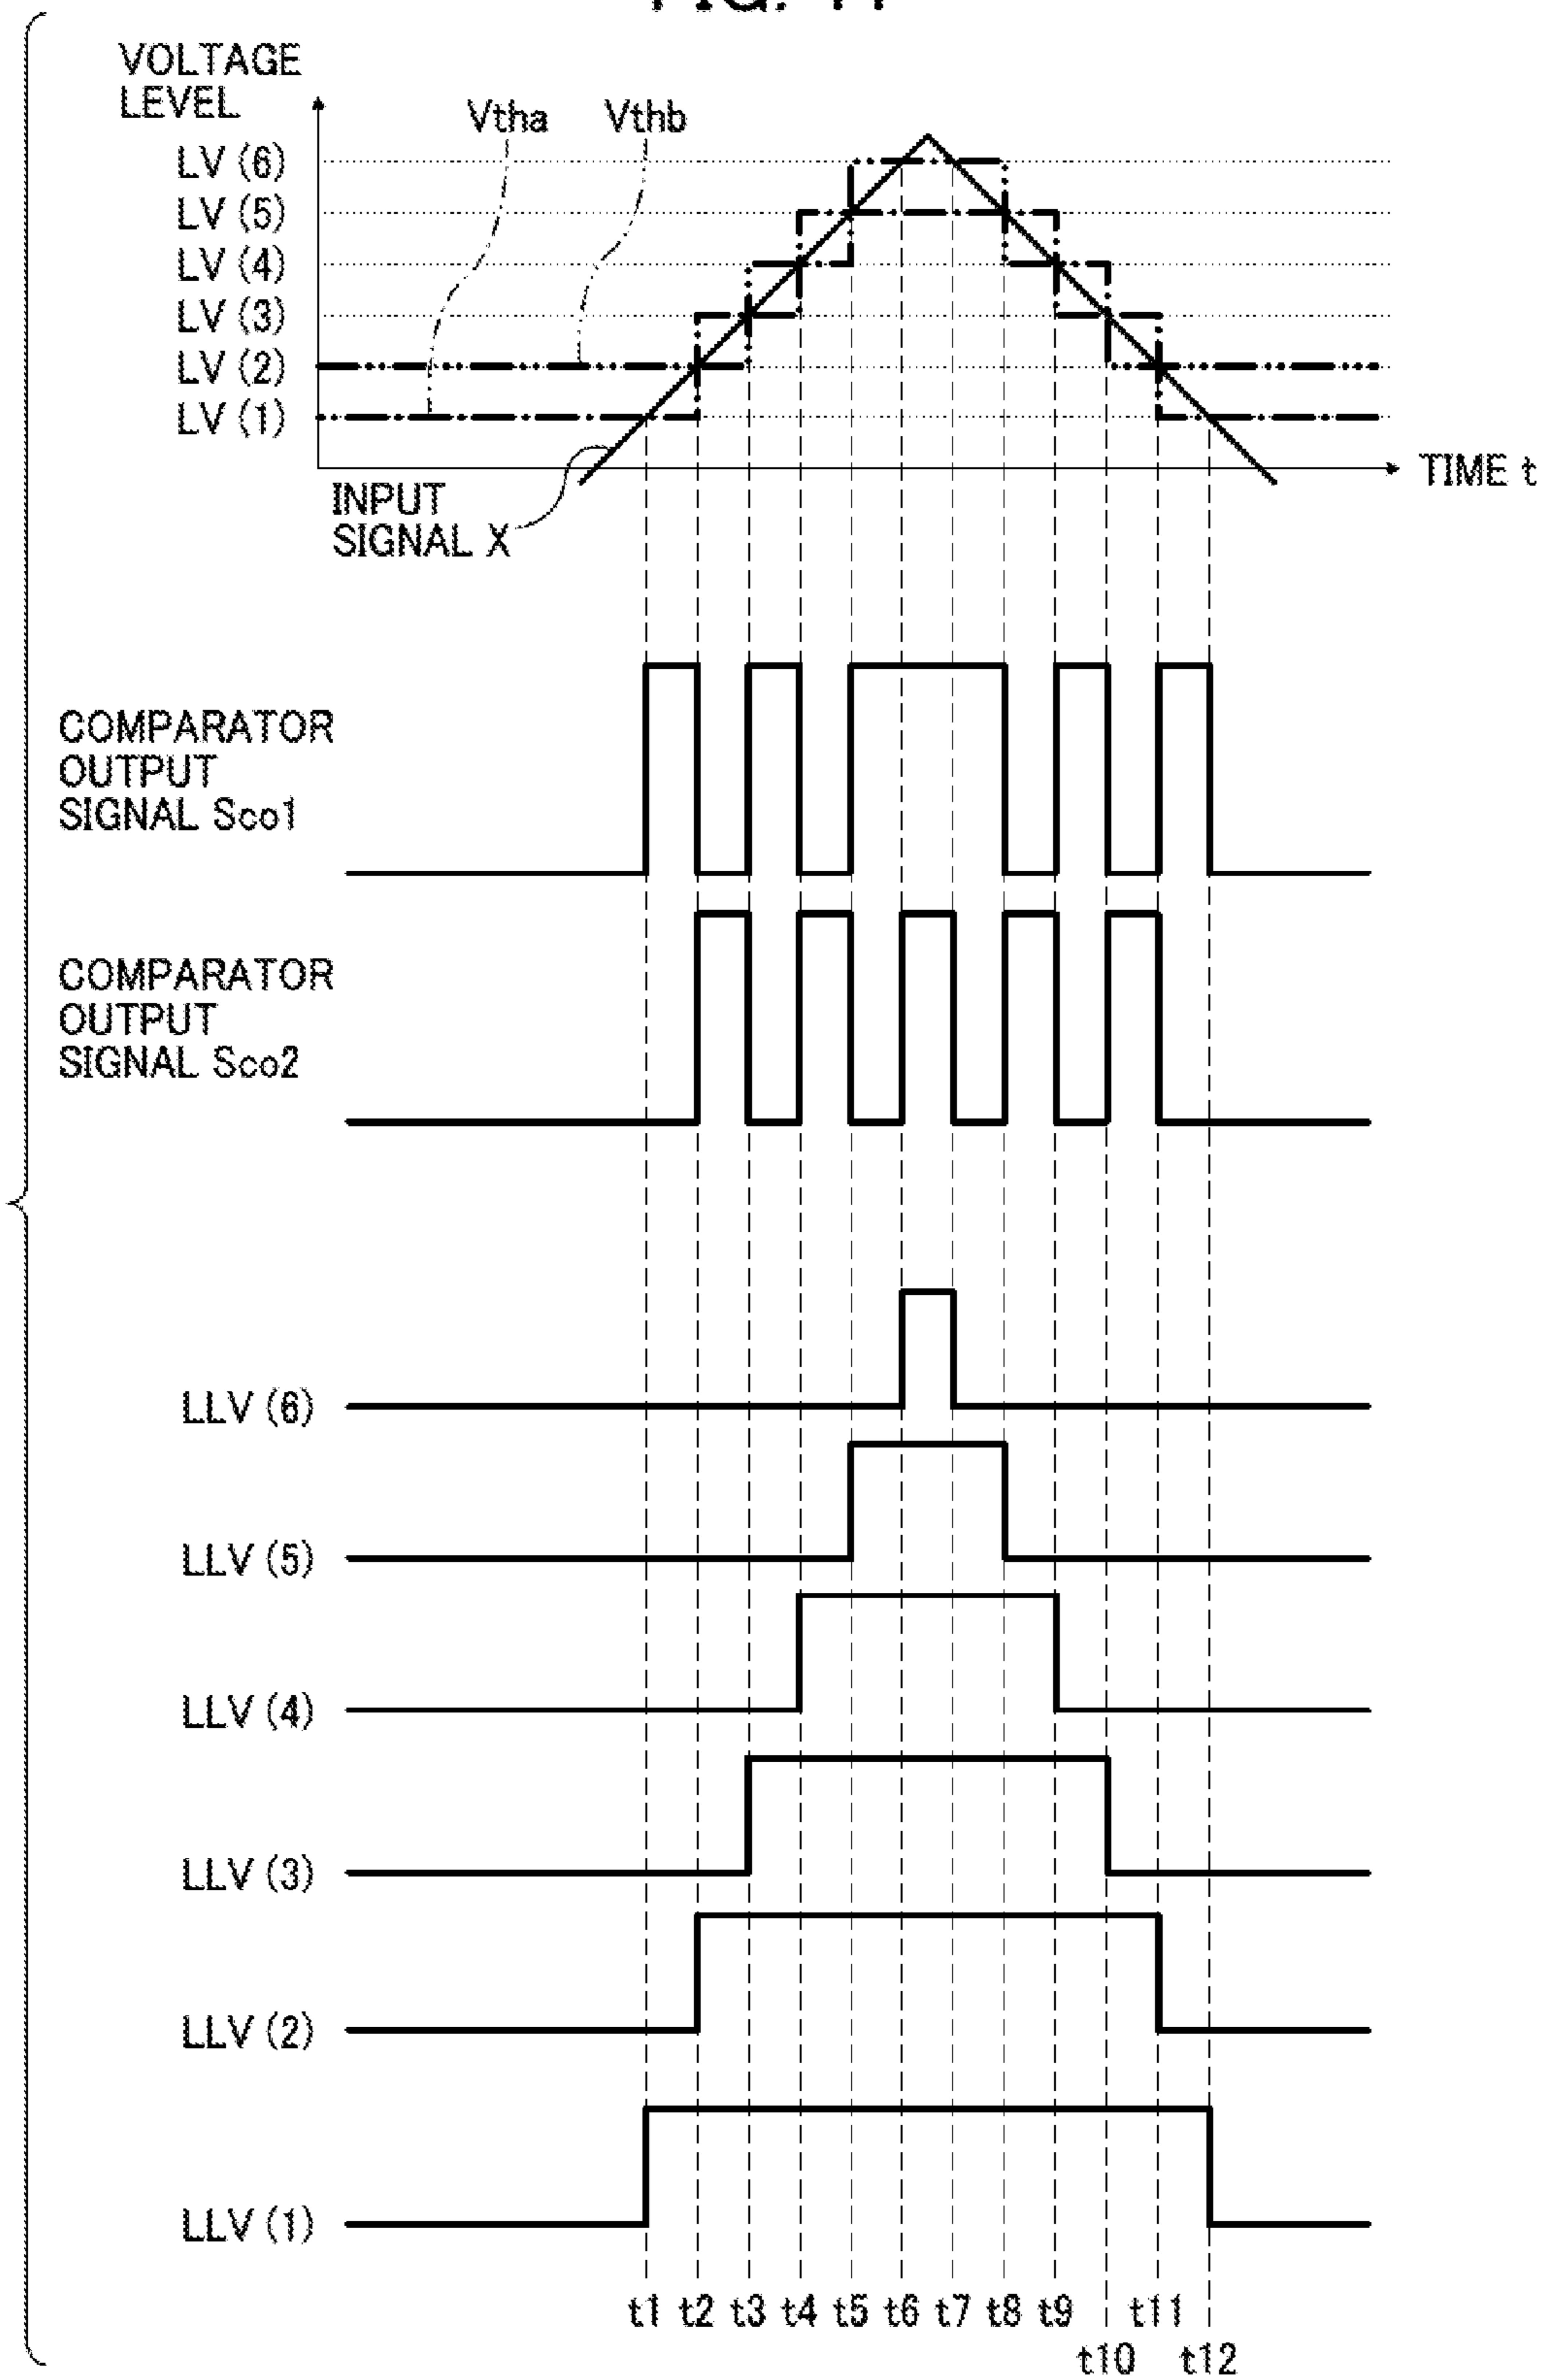 VOLTAGE
LEVEL
Vtha Vthb
LV (6)
LV (5)
LV (4)
LV (3)
LV (2)
LV (1)
TIME t
INPUT
SIGNAL X
COMPARATOR
OUTPUT
SIGNAL Sco1
COMPARATOR
OUTPUT
SIGNAL Sco2
LLV (6)
LLV (5)
LLV (4)
LLV (3)
LLV (2)
LLV (1)
t1 t2 t3 t4 t5 t6 t7 t8 t9 t11
t10 t12